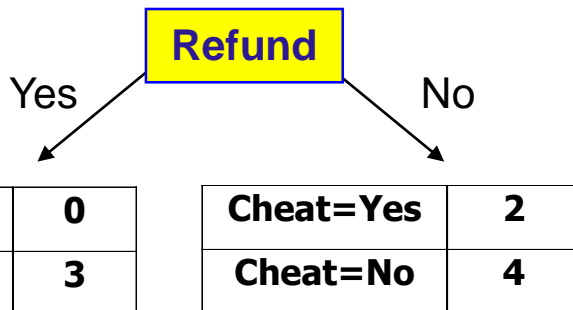 Refund
Yes No
0 Cheat=Yes 2
3 Cheat=No 4